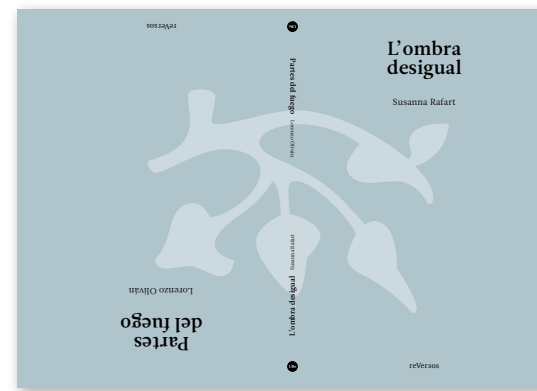 L'ombra
desigual
Susanna Rafart
reVersos
Partes del fuego Lorenzo Oliván
L'ombra desigual Susanna Rafart
Partes
del fuego
Lorenzo Oliván
reVersos